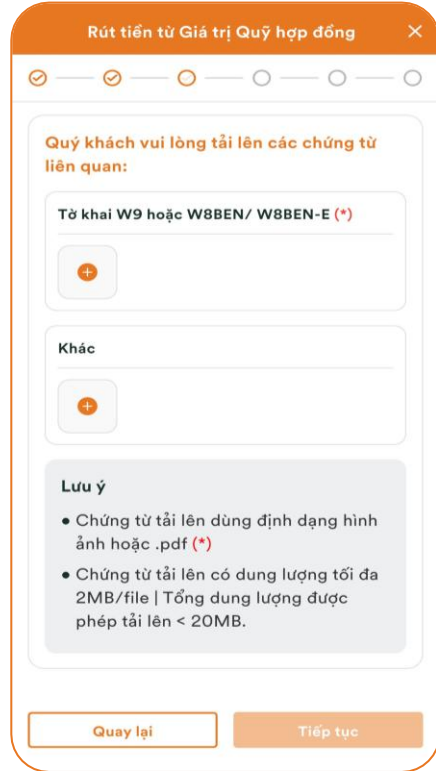 Rút tiền từ Giá trị Quỹ hợp đồng
Quý khách vui lòng tải lên các chứng từ
liên quan:
Tờ khai W9 hoặc W8BEN/ W8BEN-E (*)
Khác
Lưu ý
• Chứng từ tải lên dùng định dạng hình
ảnh hoặc .pdf (*)
• Chứng từ tải lên có dung lượng tối đa
2MB/file | Tổng dung lượng được
phép tải lên < 20MB.
Quay lại
Tiếp tục